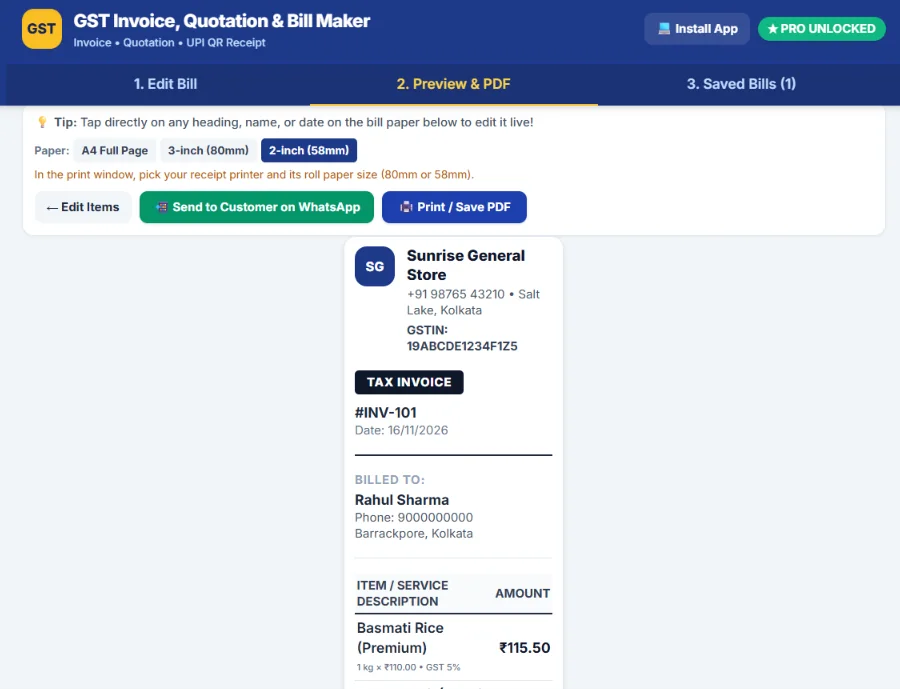 GST
GST Invoice, Quotation & Bill Maker
Invoice • Quotation • UPI QR Receipt
Install App
★ PRO UNLOCKED
1. Edit Bill
2. Preview & PDF
3. Saved Bills (1)
Tip: Tap directly on any heading, name, or date on the bill paper below to edit it live!
Paper: A4 Full Page 3-inch (80mm) 2-inch (58mm)
In the print window, pick your receipt printer and its roll paper size (80mm or 58mm).
← Edit Items
Send to Customer on WhatsApp
Print / Save PDF
SG
Sunrise General
Store
+91 98765 43210 • Salt
Lake, Kolkata
GSTIN:
19ABCDE1234F1Z5
TAX INVOICE
#INV-101
Date: 16/11/2026
BILLED TO:
Rahul Sharma
Phone: 9000000000
Barrackpore, Kolkata
ITEM / SERVICE
DESCRIPTION
AMOUNT
Basmati Rice
(Premium)
₹115.50
1 kg × ₹110.00 • GST 5%